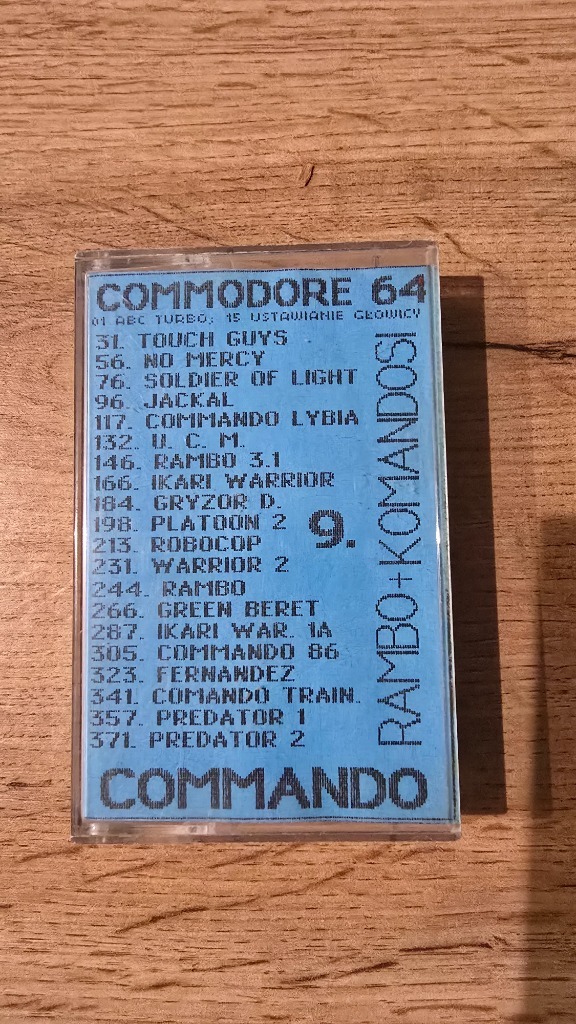 COMMODORE 64
01 ABC TURBO; 15 USTAWIANIE GŁOWICY
31. TOUCH GUYS
56. NO MERCY
76. SOLDIER OF LIGHT
96. JACKAL
117. COMMANDO LYBIA
132. U. C. M.
146. RAMBO 3.1
166. IKARI WARRIOR
184. GRYZOR D.
198. PLATOON 2
213. ROBOCOP
231. WARRIOR 2
244. RAMBO
266. GREEN BERET
287. IKARI WAR. 1A
305. COMMANDO 86
323. FERNANDEZ
341. COMANDO TRAIN.
357. PREDATOR 1
371. PREDATOR 2
9.
RAMBO+KOMANDOSI
COMMANDO